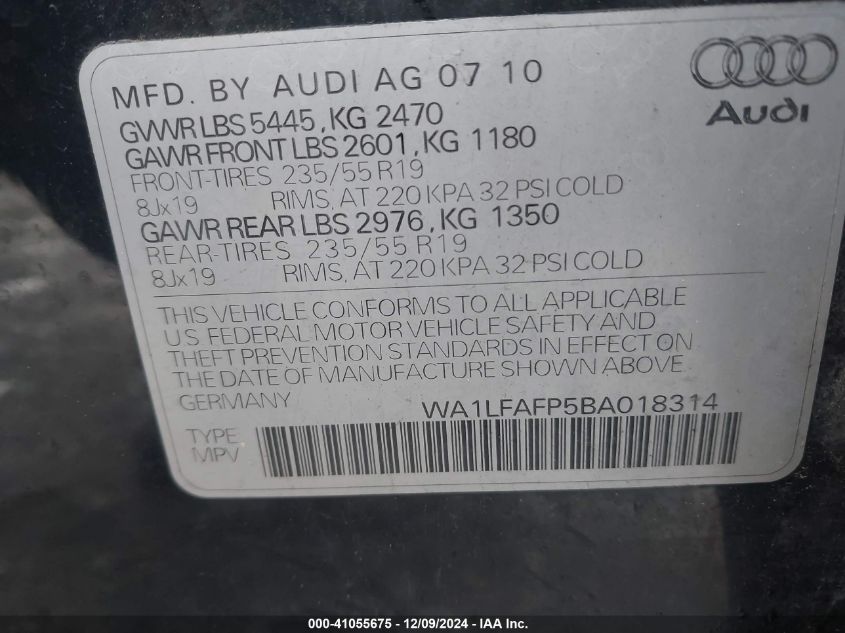 MFD. BY AUDI AG 07 10
Audi
GVWR LBS 5445, KG 2470
GAWR FRONT LBS 2601, KG 1180
FRONT-TIRES 235/55 R19
8Jx19 RIMS, AT 220 KPA 32 PSI COLD
GAWR REAR LBS 2976, KG 1350
REAR-TIRES 235/55 R19
8Jx19 RIMS, AT 220 KPA 32 PSI COLD
THIS VEHICLE CONFORMS TO ALL APPLICABLE
U.S. FEDERAL MOTOR VEHICLE SAFETY AND
THEFT PREVENTION STANDARDS IN EFFECT ON
THE DATE OF MANUFACTURE SHOWN ABOVE.
GERMANY WA1LFAFP5BA018314
TYPE
MPV
000-41055675 - 12/09/2024 - IAA Inc.